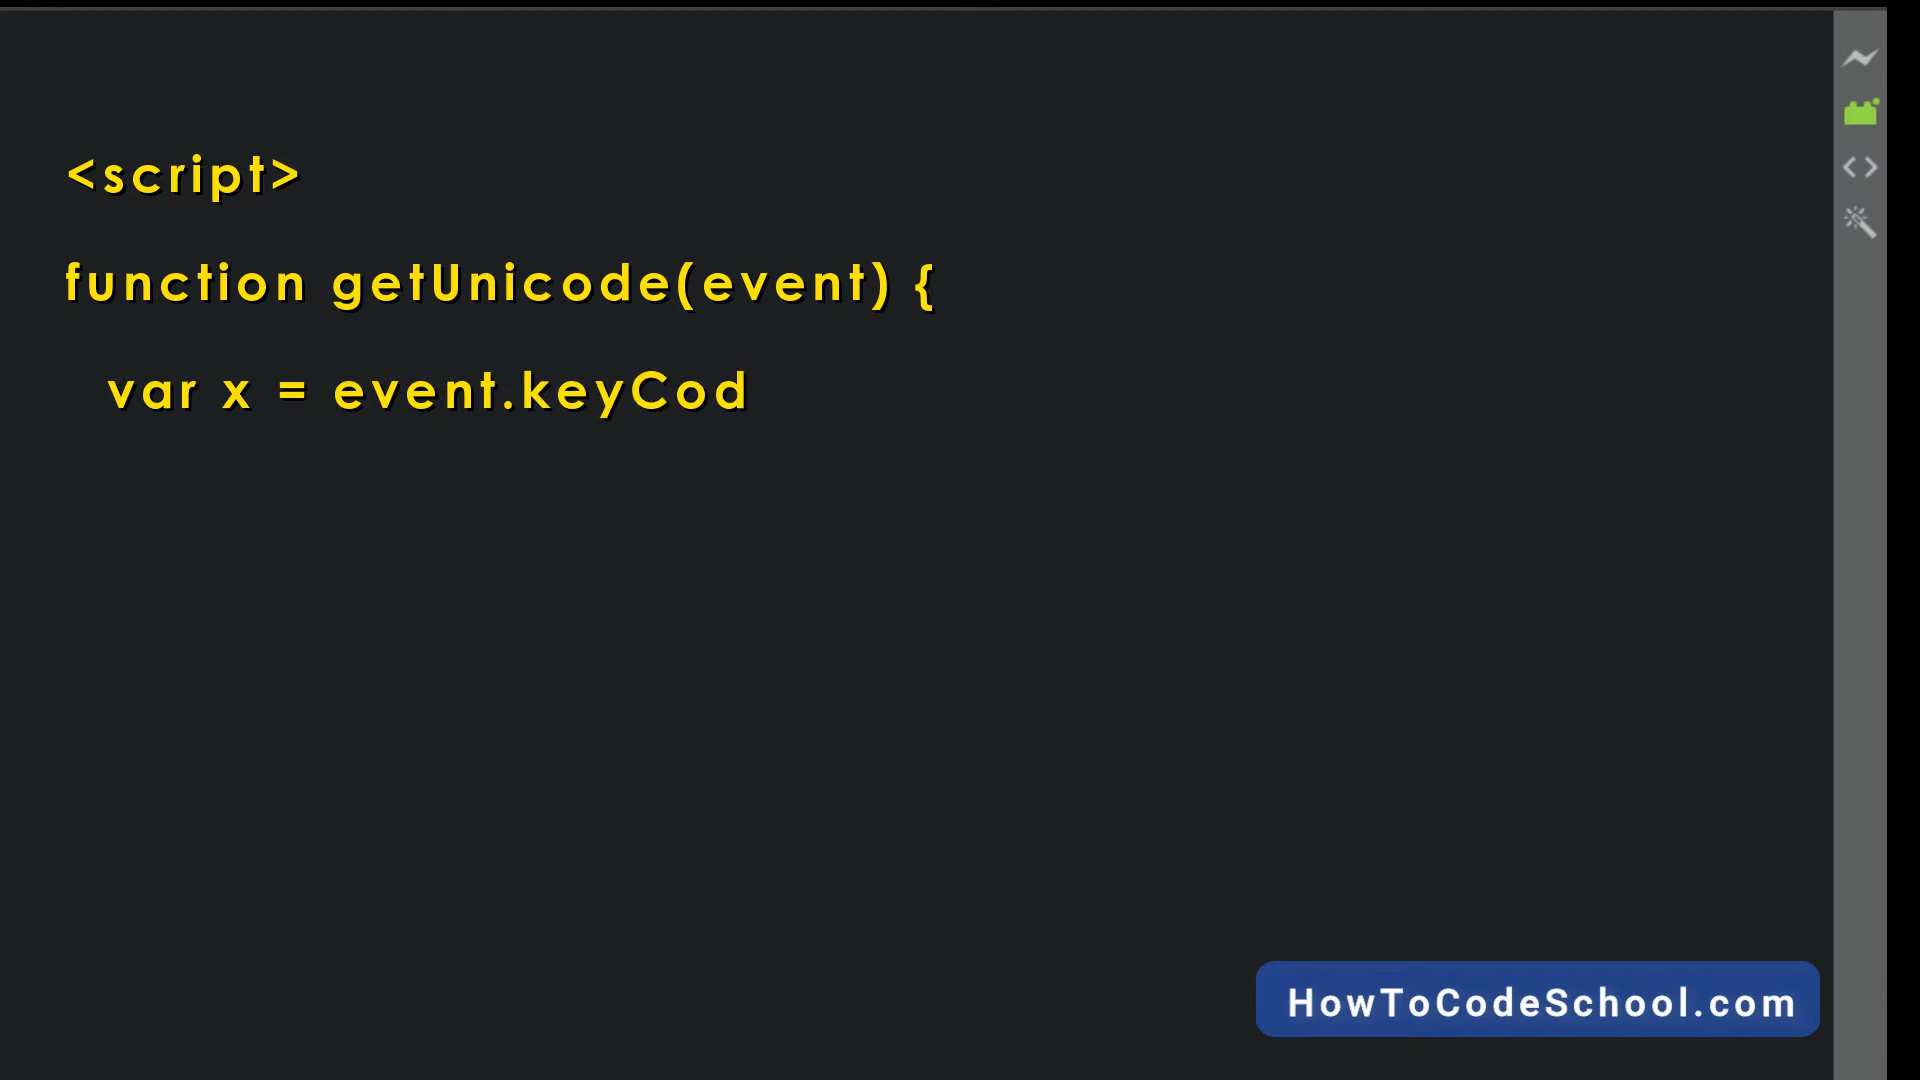 <script>
function getUnicode(event) {
var x = event.keyCod
HowToCodeSchool.com